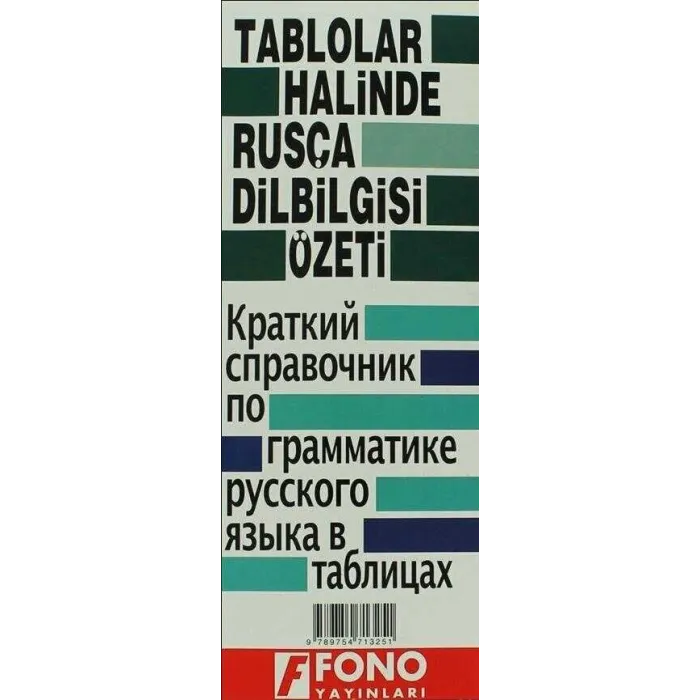 TABLOLAR
HALİNDE
RUSÇA
DİLBİLGİSİ
ÖZETİ
Краткий
справочник
по
грамматике
русского
языка в
таблицах
9 789754 713251
FONO
YAYINLARI